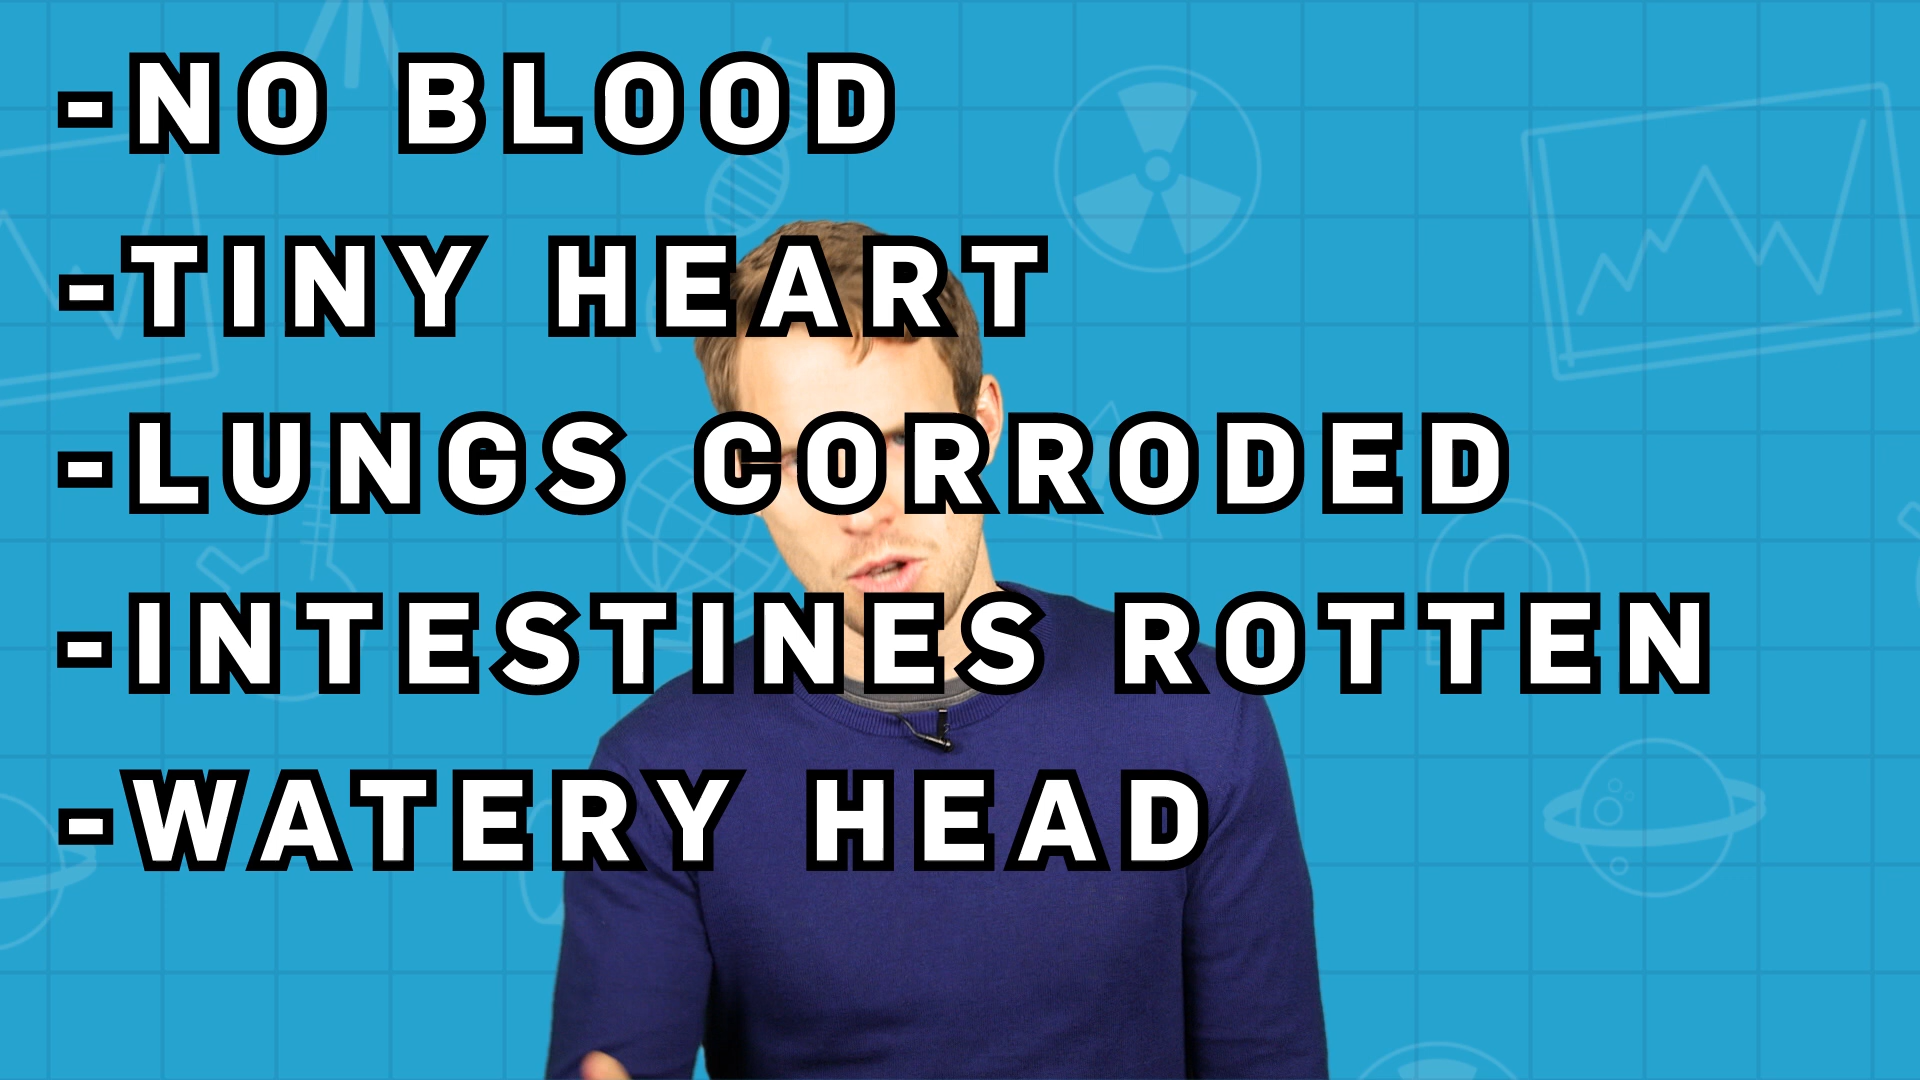 -NO BLOOD
-TINY HEART
-LUNGS CORRODED
-INTESTINES ROTTEN
-WATERY HEAD